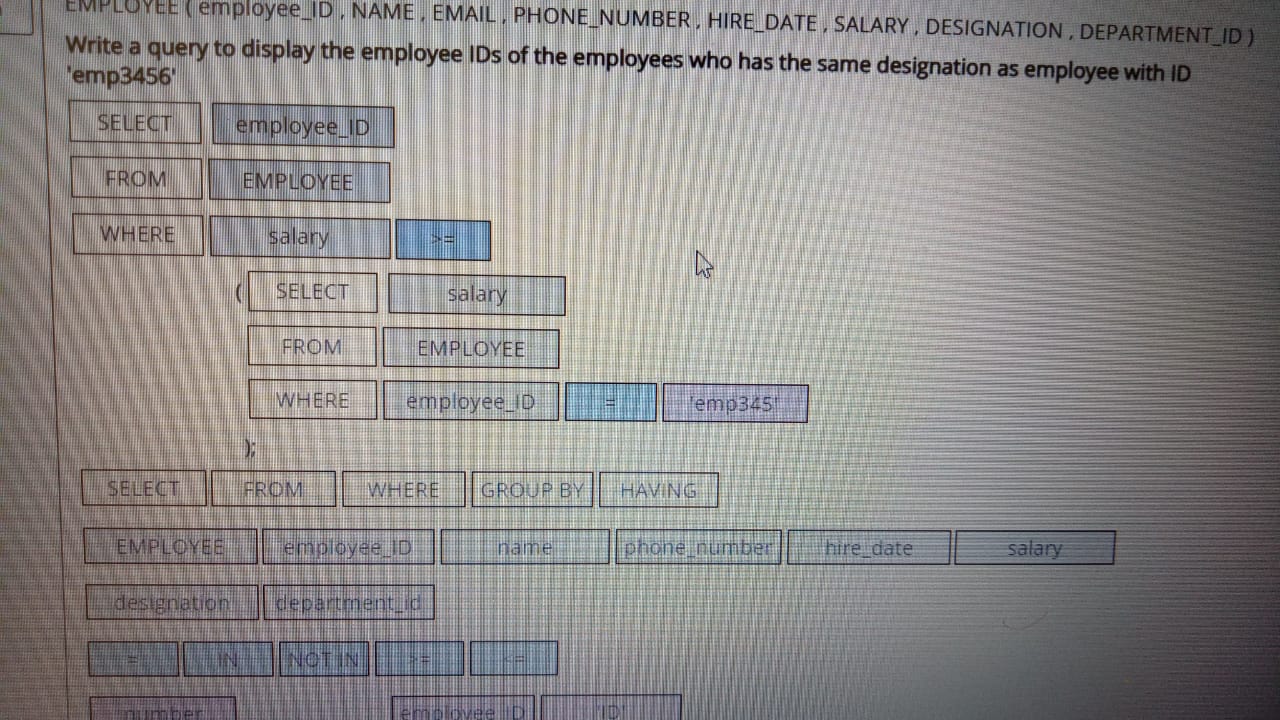 EMPLOYEE ( employee_ID , NAME , EMAIL , PHONE_NUMBER , HIRE_DATE , SALARY , DESIGNATION , DEPARTMENT_ID )
Write a query to display the employee IDs of the employees who has the same designation as employee with ID
'emp3456'
SELECT employee_ID
FROM EMPLOYEE
WHERE salary >=
( SELECT salary
FROM EMPLOYEE
WHERE employee_ID = 'emp345'
);
SELECT FROM WHERE GROUP BY HAVING
EMPLOYEE employee_ID name phone_number hire_date salary
designation department_id
= IN NOT IN >= <=
number employee_ID 'ID'